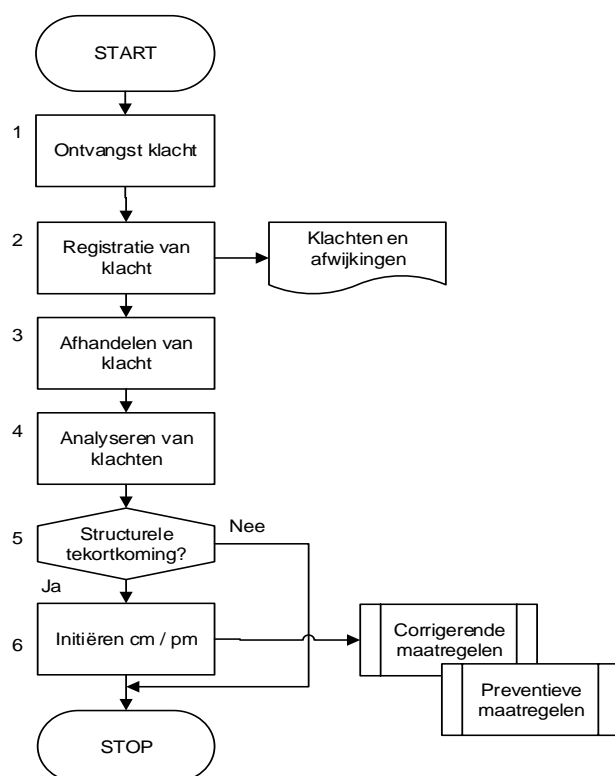 START
1
Ontvangst klacht
2
Registratie van
klacht
Klachten en
afwijkingen
3
Afhandelen van
klacht
4
Analyseren van
klachten
5
Structurele
tekortkoming?
Nee
Ja
6
Initiëren cm / pm
Corrigerende
maatregelen
Preventieve
maatregelen
STOP